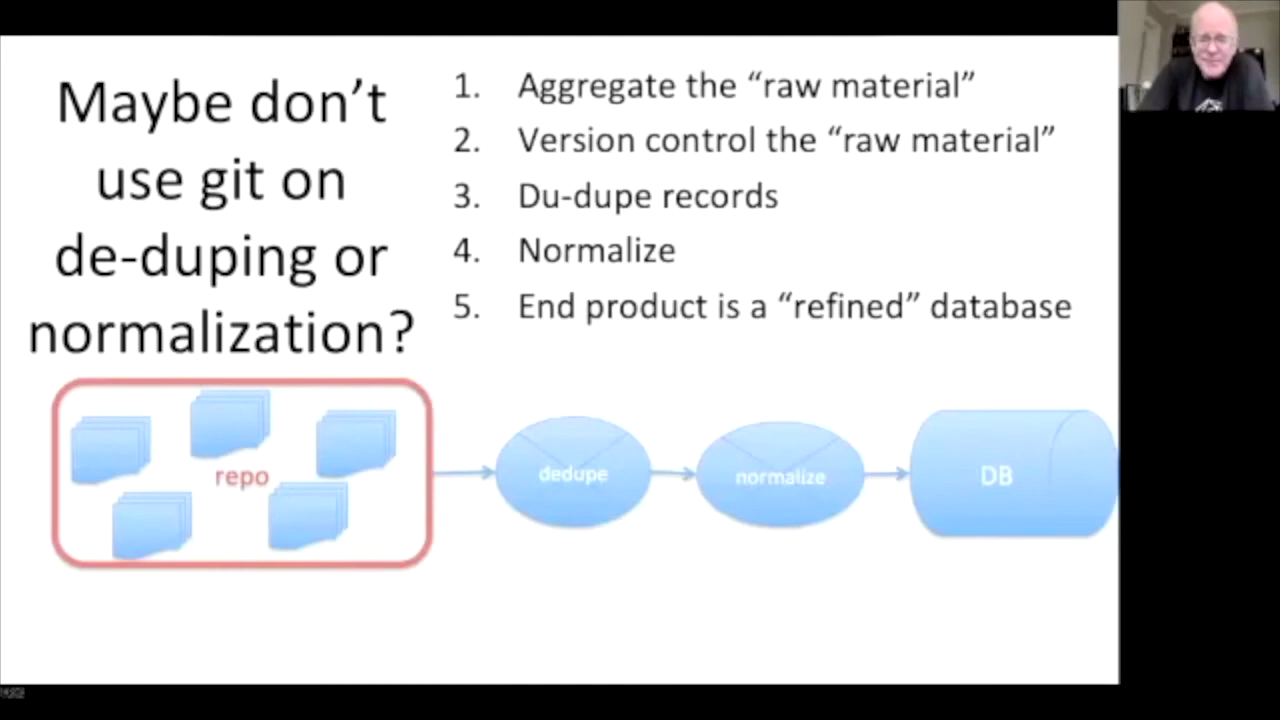 Maybe don’t
use git on
de-duping or
normalization?
1. Aggregate the “raw material”
2. Version control the “raw material”
3. Du-dupe records
4. Normalize
5. End product is a “refined” database
repo
dedupe
normalize
DB